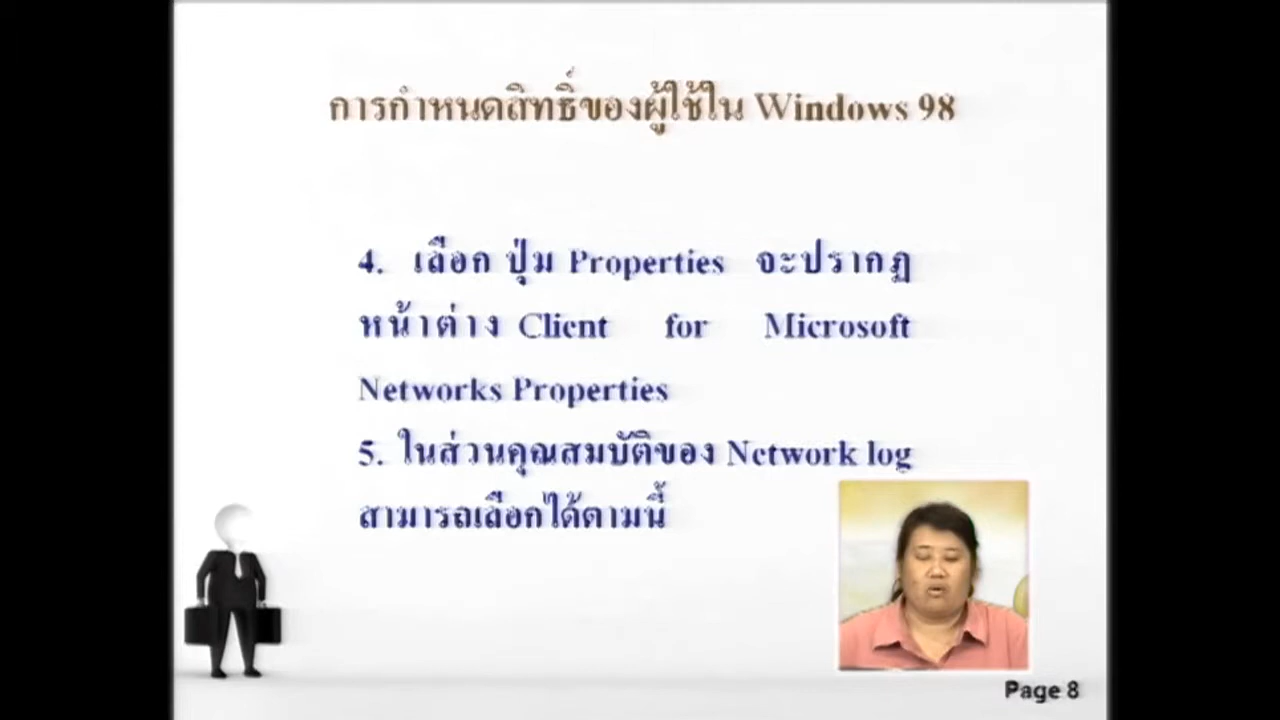 การกำหนดสิทธิ์ของผู้ใช้ใน Windows 98
4. เลือก ปุ่ม Properties จะปรากฏ
หน้าต่าง Client for Microsoft
Networks Properties
5. ในส่วนคุณสมบัติของ Network log
สามารถเลือกได้ตามนี้
Page 8